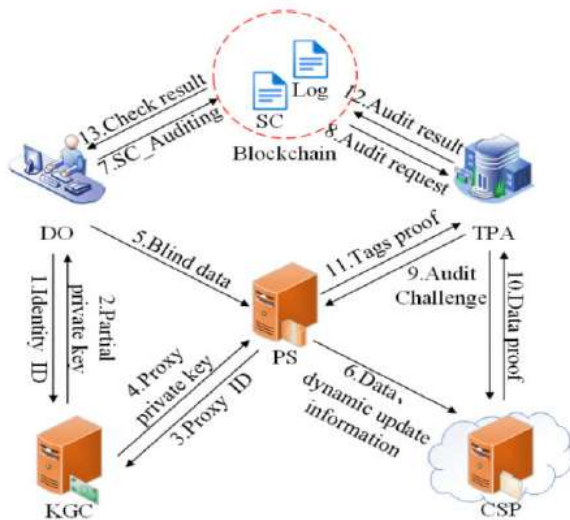 Log
SC
Blockchain
13.Check result
7.SC_Auditing
12.Audit result
8.Audit request
DO
TPA
5.Blind data
11.Tags proof
9.Audit
Challenge
10.Data proof
1.Identity ID
2.Partial
private key
PS
4.Proxy
private key
3.Proxy ID
6.Data、
dynamic update
information
KGC
CSP